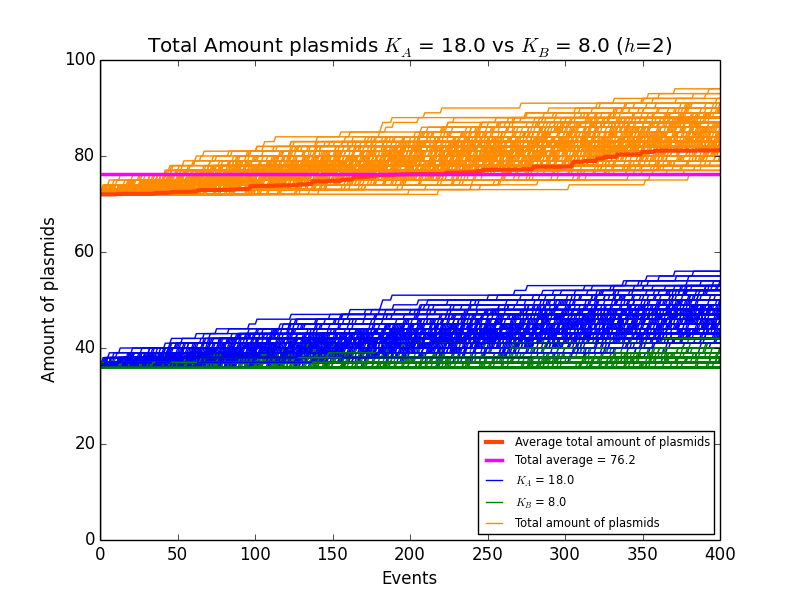 Total Amount plasmids K_A = 18.0 vs K_B = 8.0 (h=2)
100
80
60
40
20
0
Amount of plasmids
0 50 100 150 200 250 300 350 400
Events
Average total amount of plasmids
Total average = 76.2
K_A = 18.0
K_B = 8.0
Total amount of plasmids